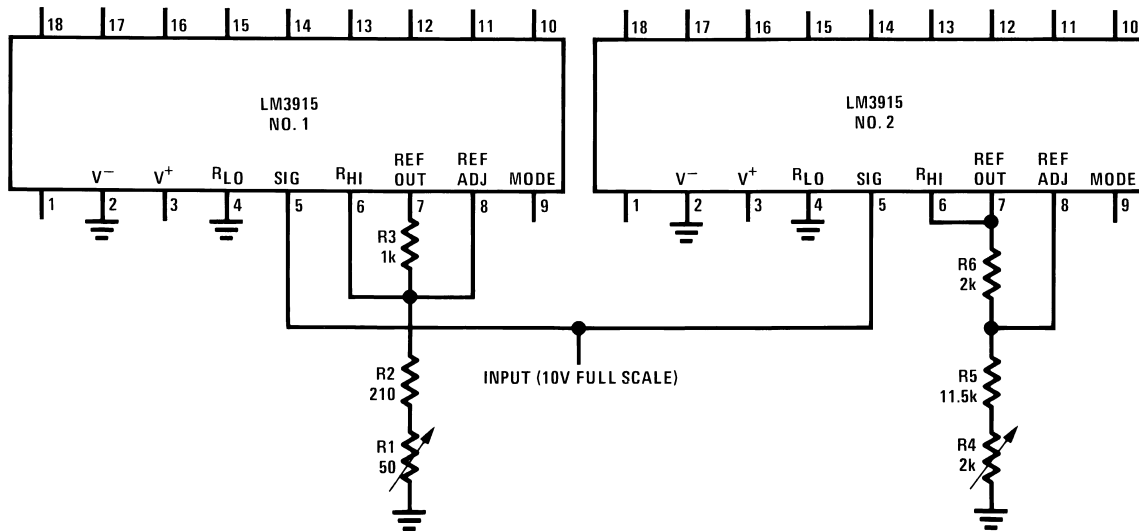 18 17 16 15 14 13 12 11 10
LM3915
NO. 1
V− V+ RLO SIG RHI REF OUT REF ADJ MODE
1 2 3 4 5 6 7 8 9
R3
1k
R2
210
R1
50
18 17 16 15 14 13 12 11 10
LM3915
NO. 2
V− V+ RLO SIG RHI REF OUT REF ADJ MODE
1 2 3 4 5 6 7 8 9
R6
2k
R5
11.5k
R4
2k
INPUT (10V FULL SCALE)